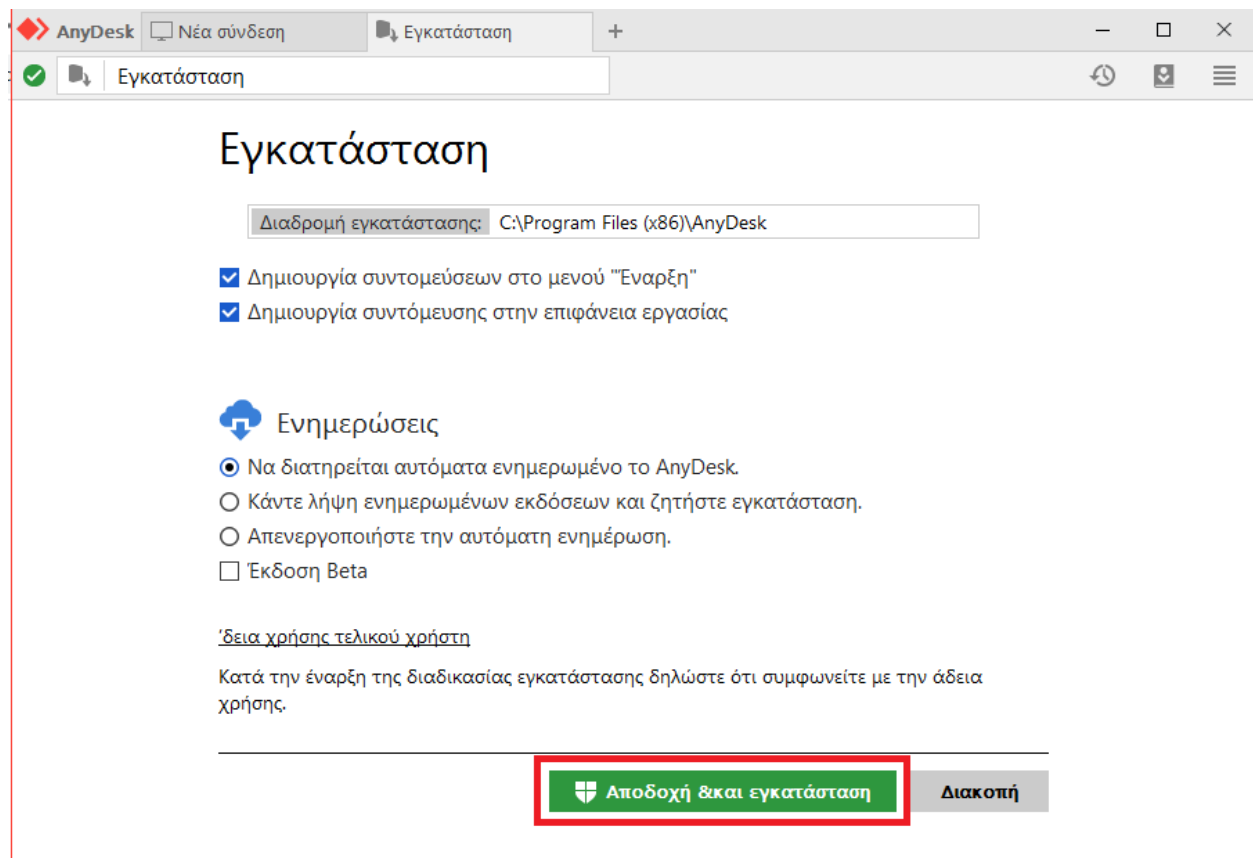 AnyDesk Νέα σύνδεση Εγκατάσταση
Εγκατάσταση
Εγκατάσταση
Διαδρομή εγκατάστασης: C:\Program Files (x86)\AnyDesk
Δημιουργία συντομεύσεων στο μενού "Έναρξη"
Δημιουργία συντόμευσης στην επιφάνεια εργασίας
Ενημερώσεις
Να διατηρείται αυτόματα ενημερωμένο το AnyDesk.
Κάντε λήψη ενημερωμένων εκδόσεων και ζητήστε εγκατάσταση.
Απενεργοποιήστε την αυτόματη ενημέρωση.
Έκδοση Beta
'δεια χρήσης τελικού χρήστη
Κατά την έναρξη της διαδικασίας εγκατάστασης δηλώστε ότι συμφωνείτε με την άδεια
χρήσης.
Αποδοχή &και εγκατάσταση Διακοπή